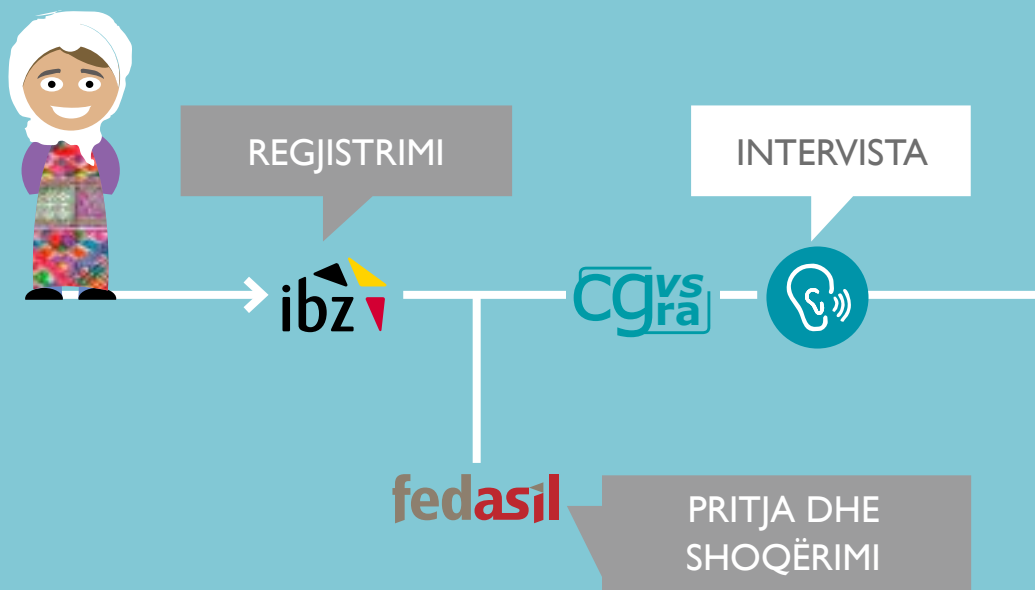 REGJISTRIMI
INTERVISTA
ibz
cgvs
ra
fedasil
PRITJA DHE
SHOQËRIMI